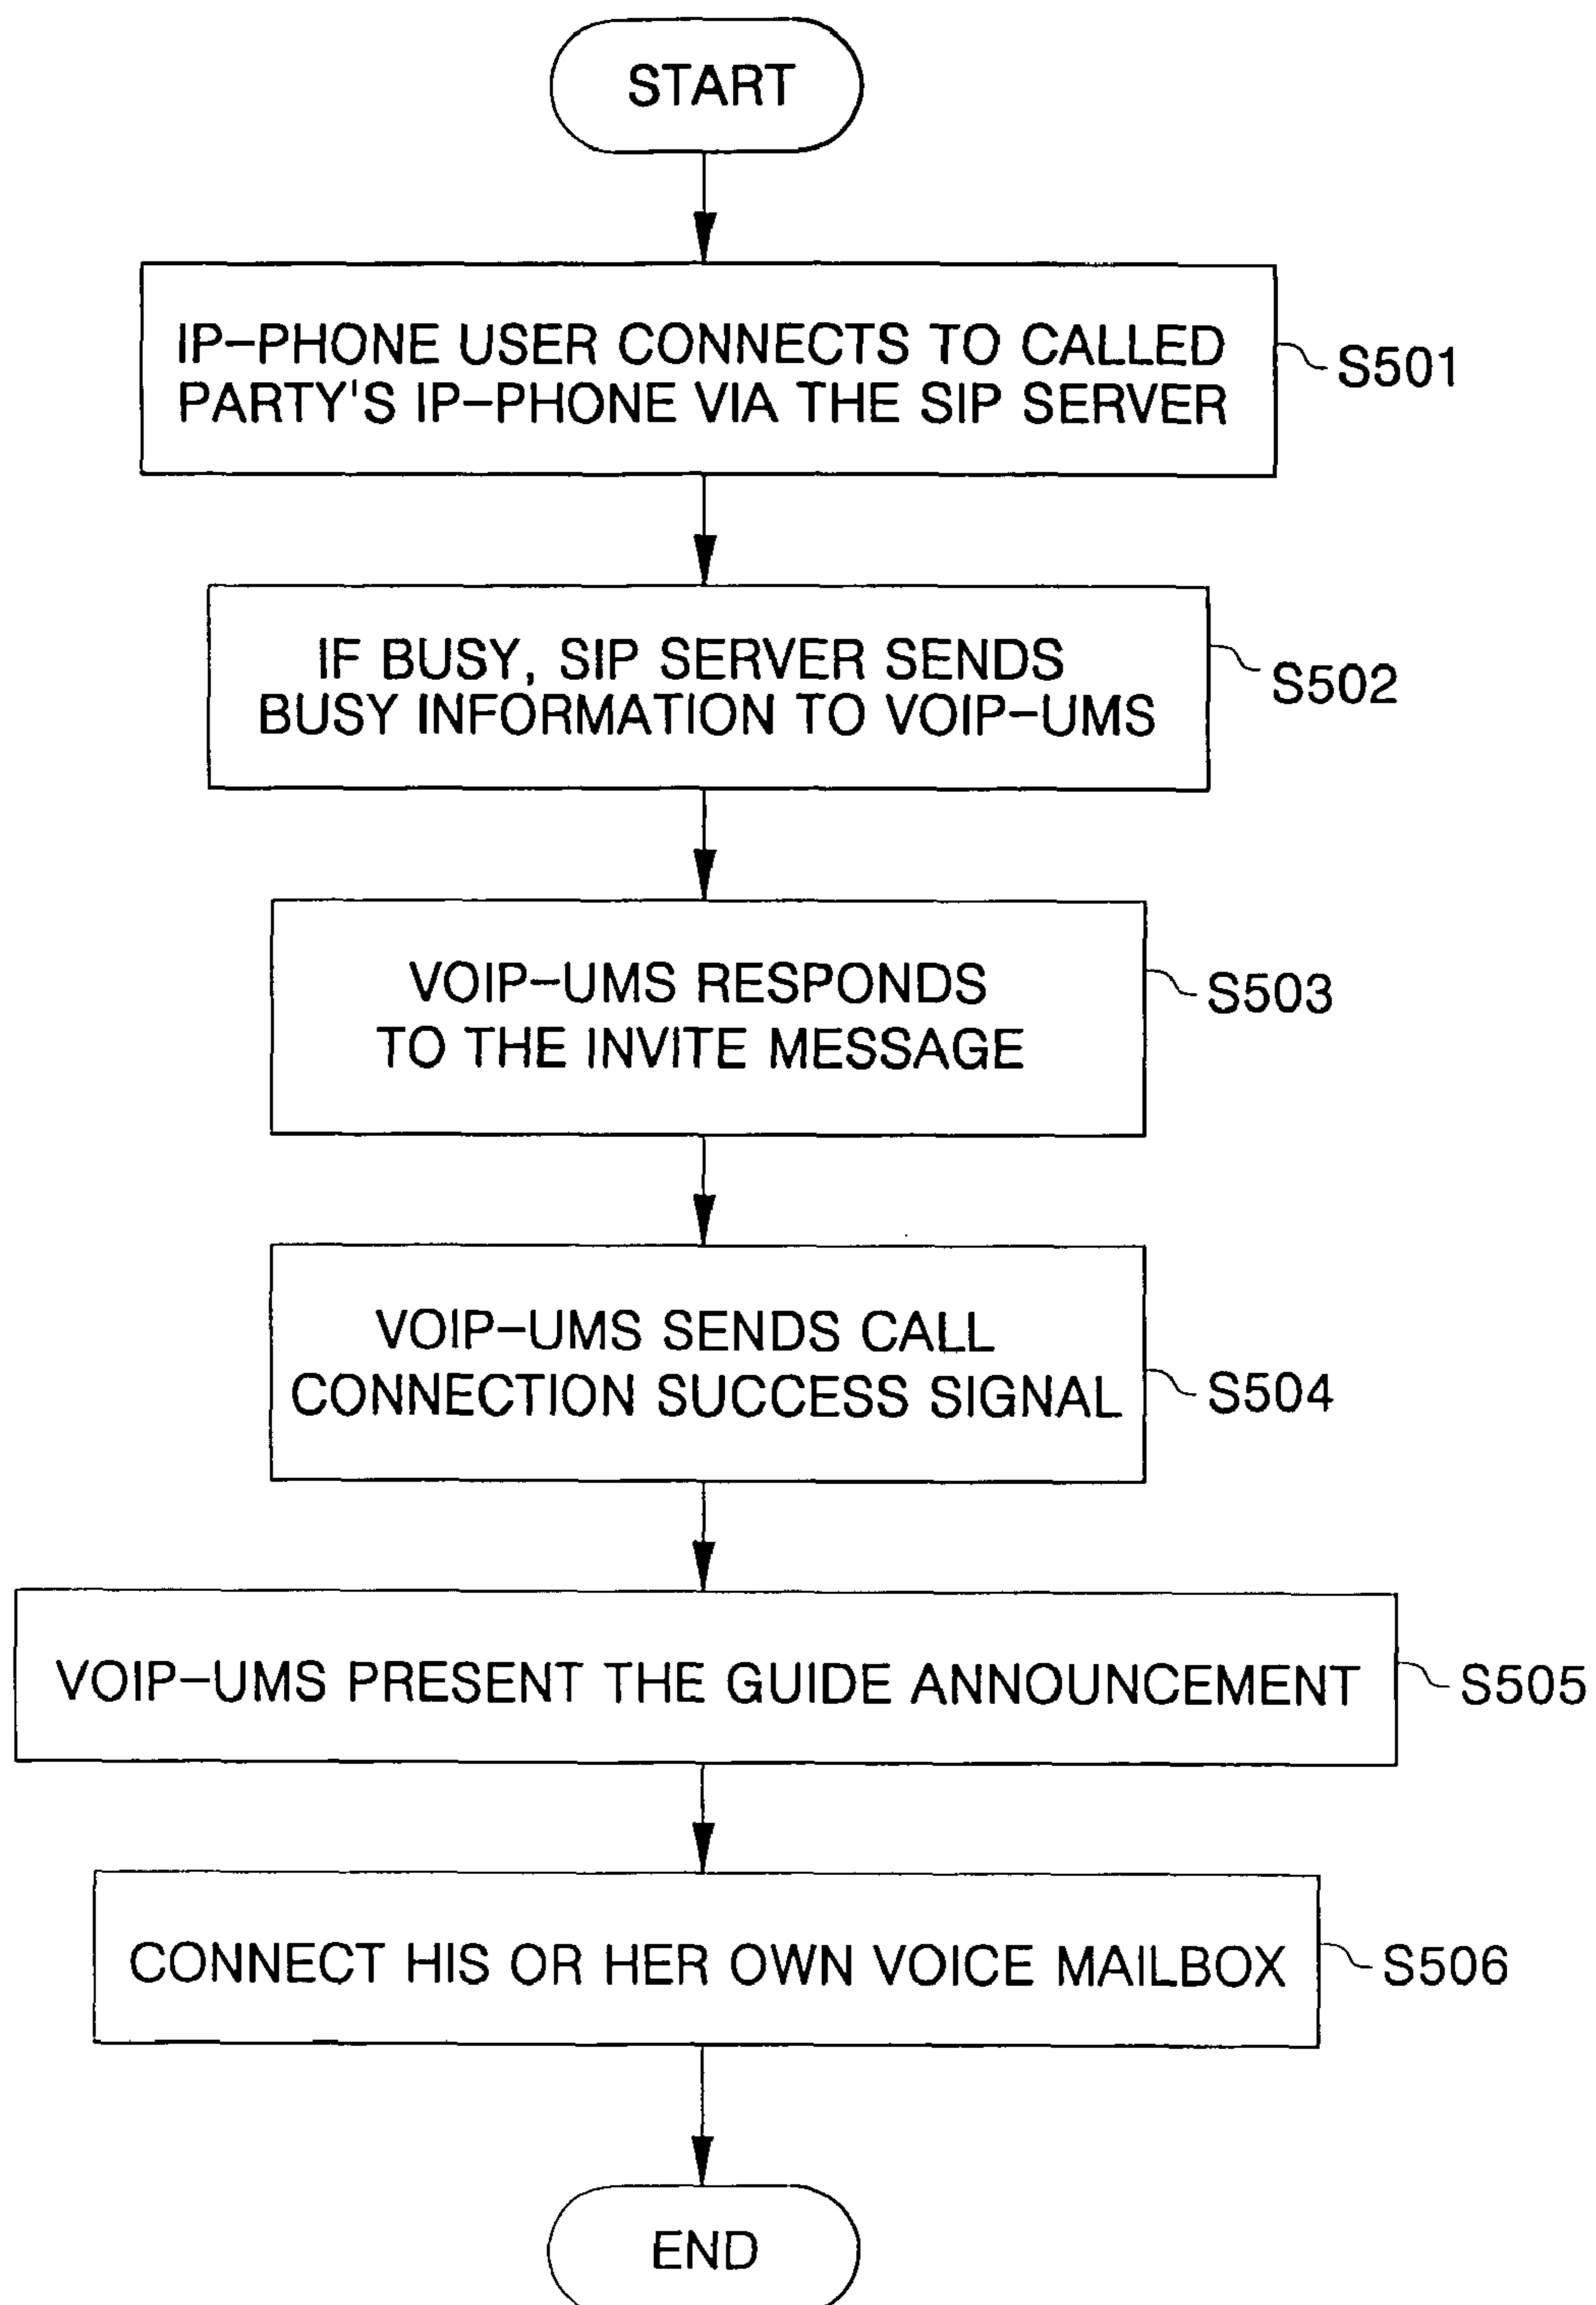 START
IP-PHONE USER CONNECTS TO CALLED
PARTY'S IP-PHONE VIA THE SIP SERVER
S501
IF BUSY, SIP SERVER SENDS
BUSY INFORMATION TO VOIP-UMS
S502
VOIP-UMS RESPONDS
TO THE INVITE MESSAGE
S503
VOIP-UMS SENDS CALL
CONNECTION SUCCESS SIGNAL
S504
VOIP-UMS PRESENT THE GUIDE ANNOUNCEMENT
S505
CONNECT HIS OR HER OWN VOICE MAILBOX
S506
END